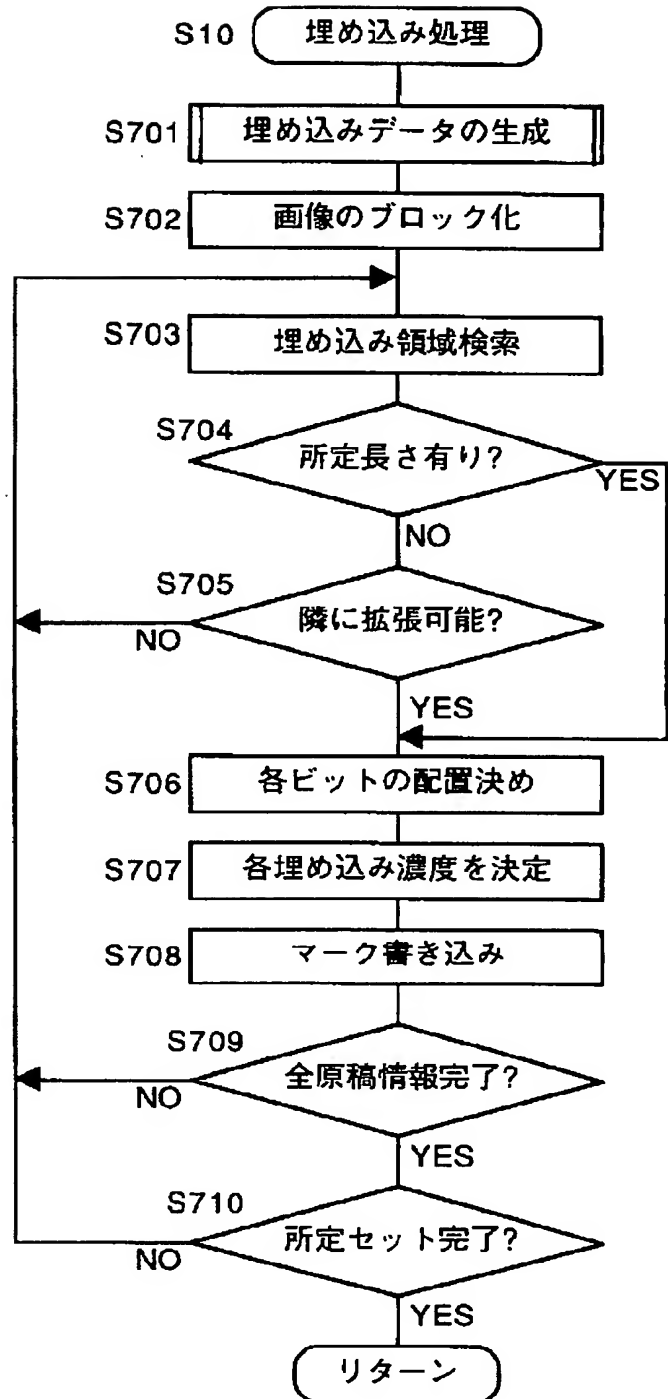 S10 埋め込み処理
S701 埋め込みデータの生成
S702 画像のブロック化
S703 埋め込み領域検索
S704 所定長さ有り?
YES
NO
S705 隣に拡張可能?
NO
YES
S706 各ビットの配置決め
S707 各埋め込み濃度を決定
S708 マーク書き込み
S709 全原稿情報完了?
NO
YES
S710 所定セット完了?
NO
YES
リターン